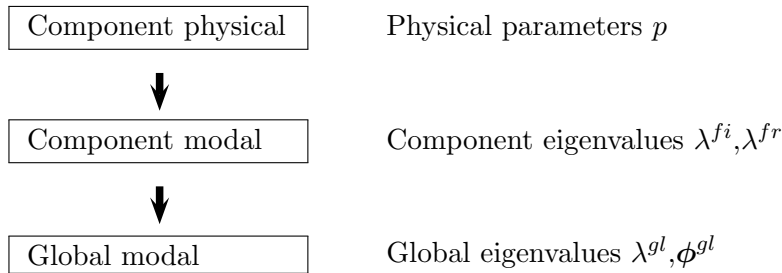 Component physical Physical parameters p
Component modal Component eigenvalues λ^{fi},λ^{fr}
Global modal Global eigenvalues λ^{gl},ϕ^{gl}